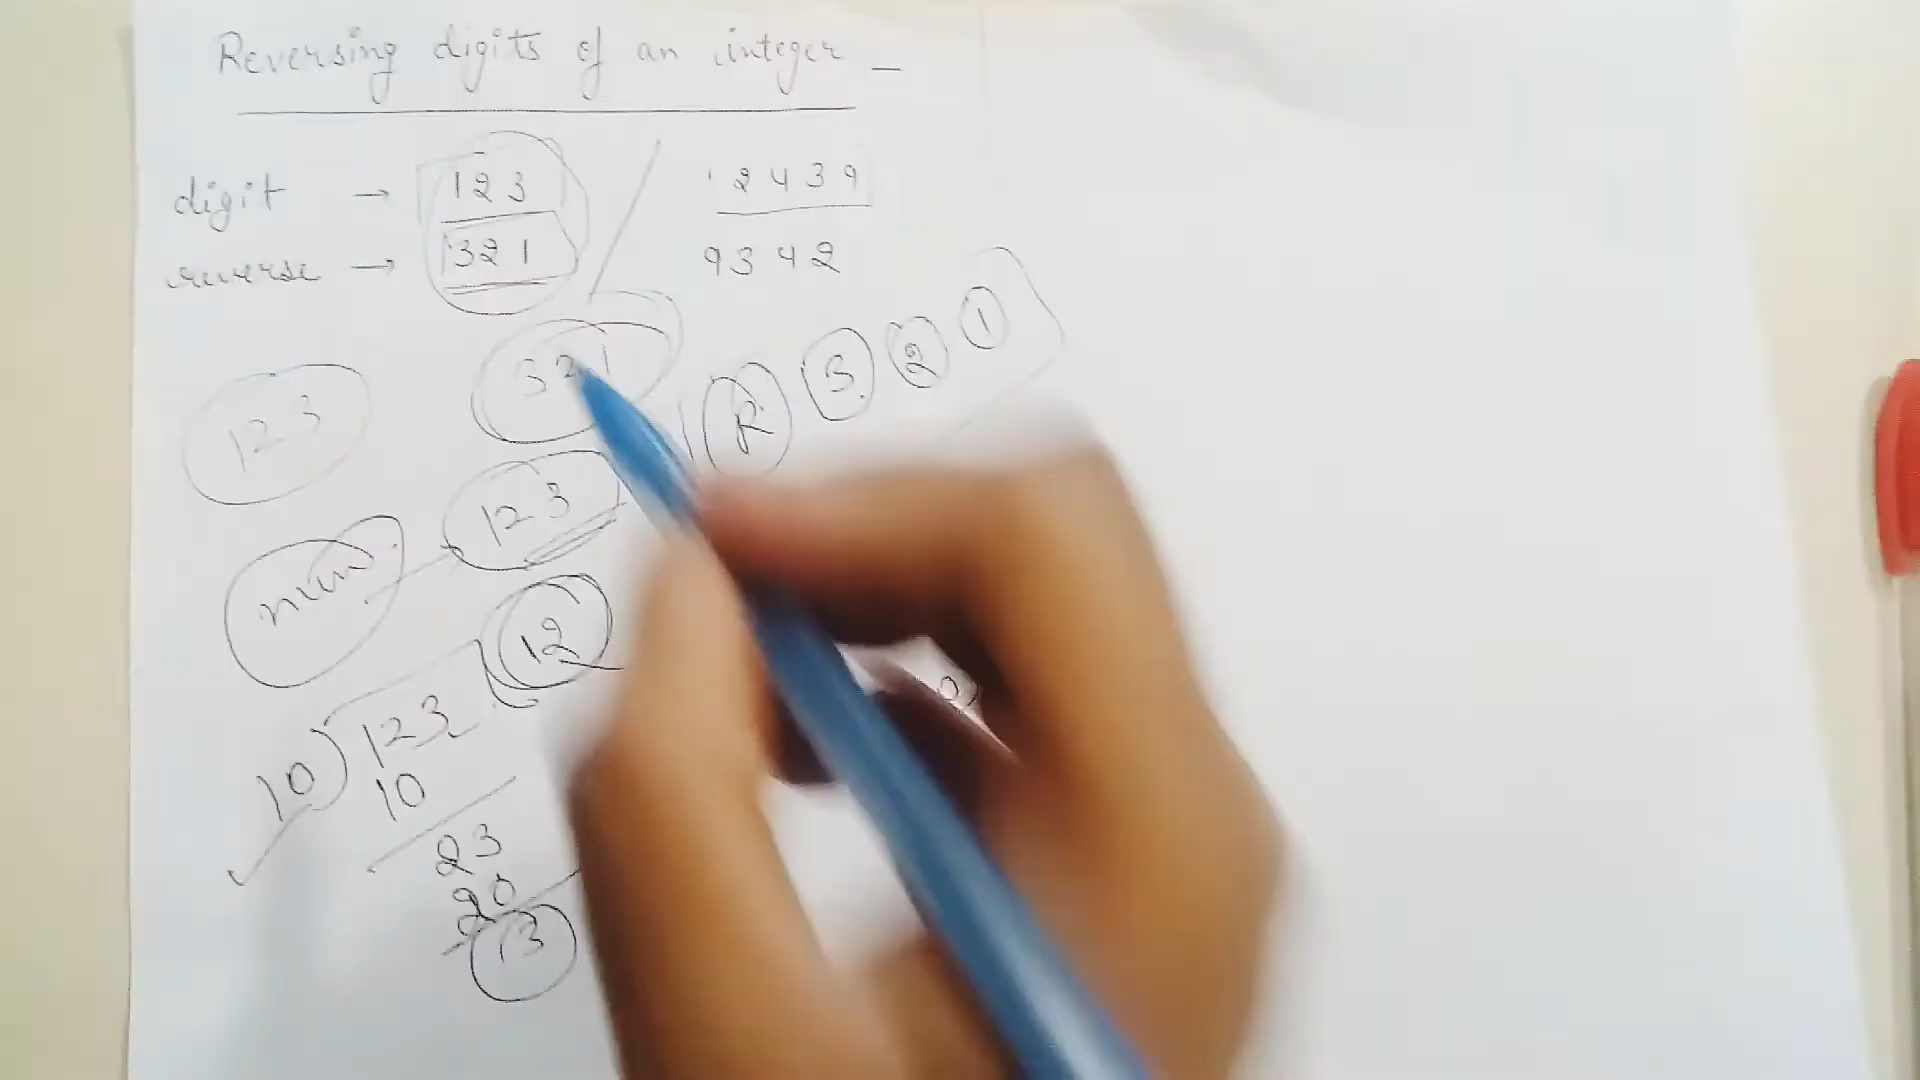 Reversing digits of an integer
digit → 123 / 2439
reverse → 321 9342
123 321 R 3 2 1
num 123
12
10) 123
10
23
20
3